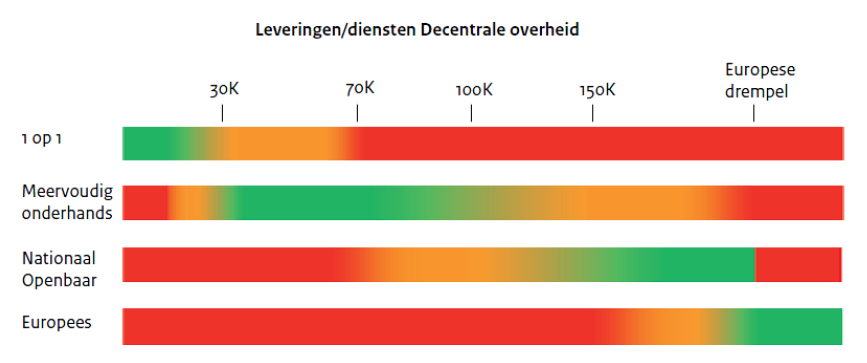 Leveringen/diensten Decentrale overheid
30K
70K
100K
150K
Europese
drempel
1 op 1
Meervoudig
onderhands
Nationaal
Openbaar
Europees